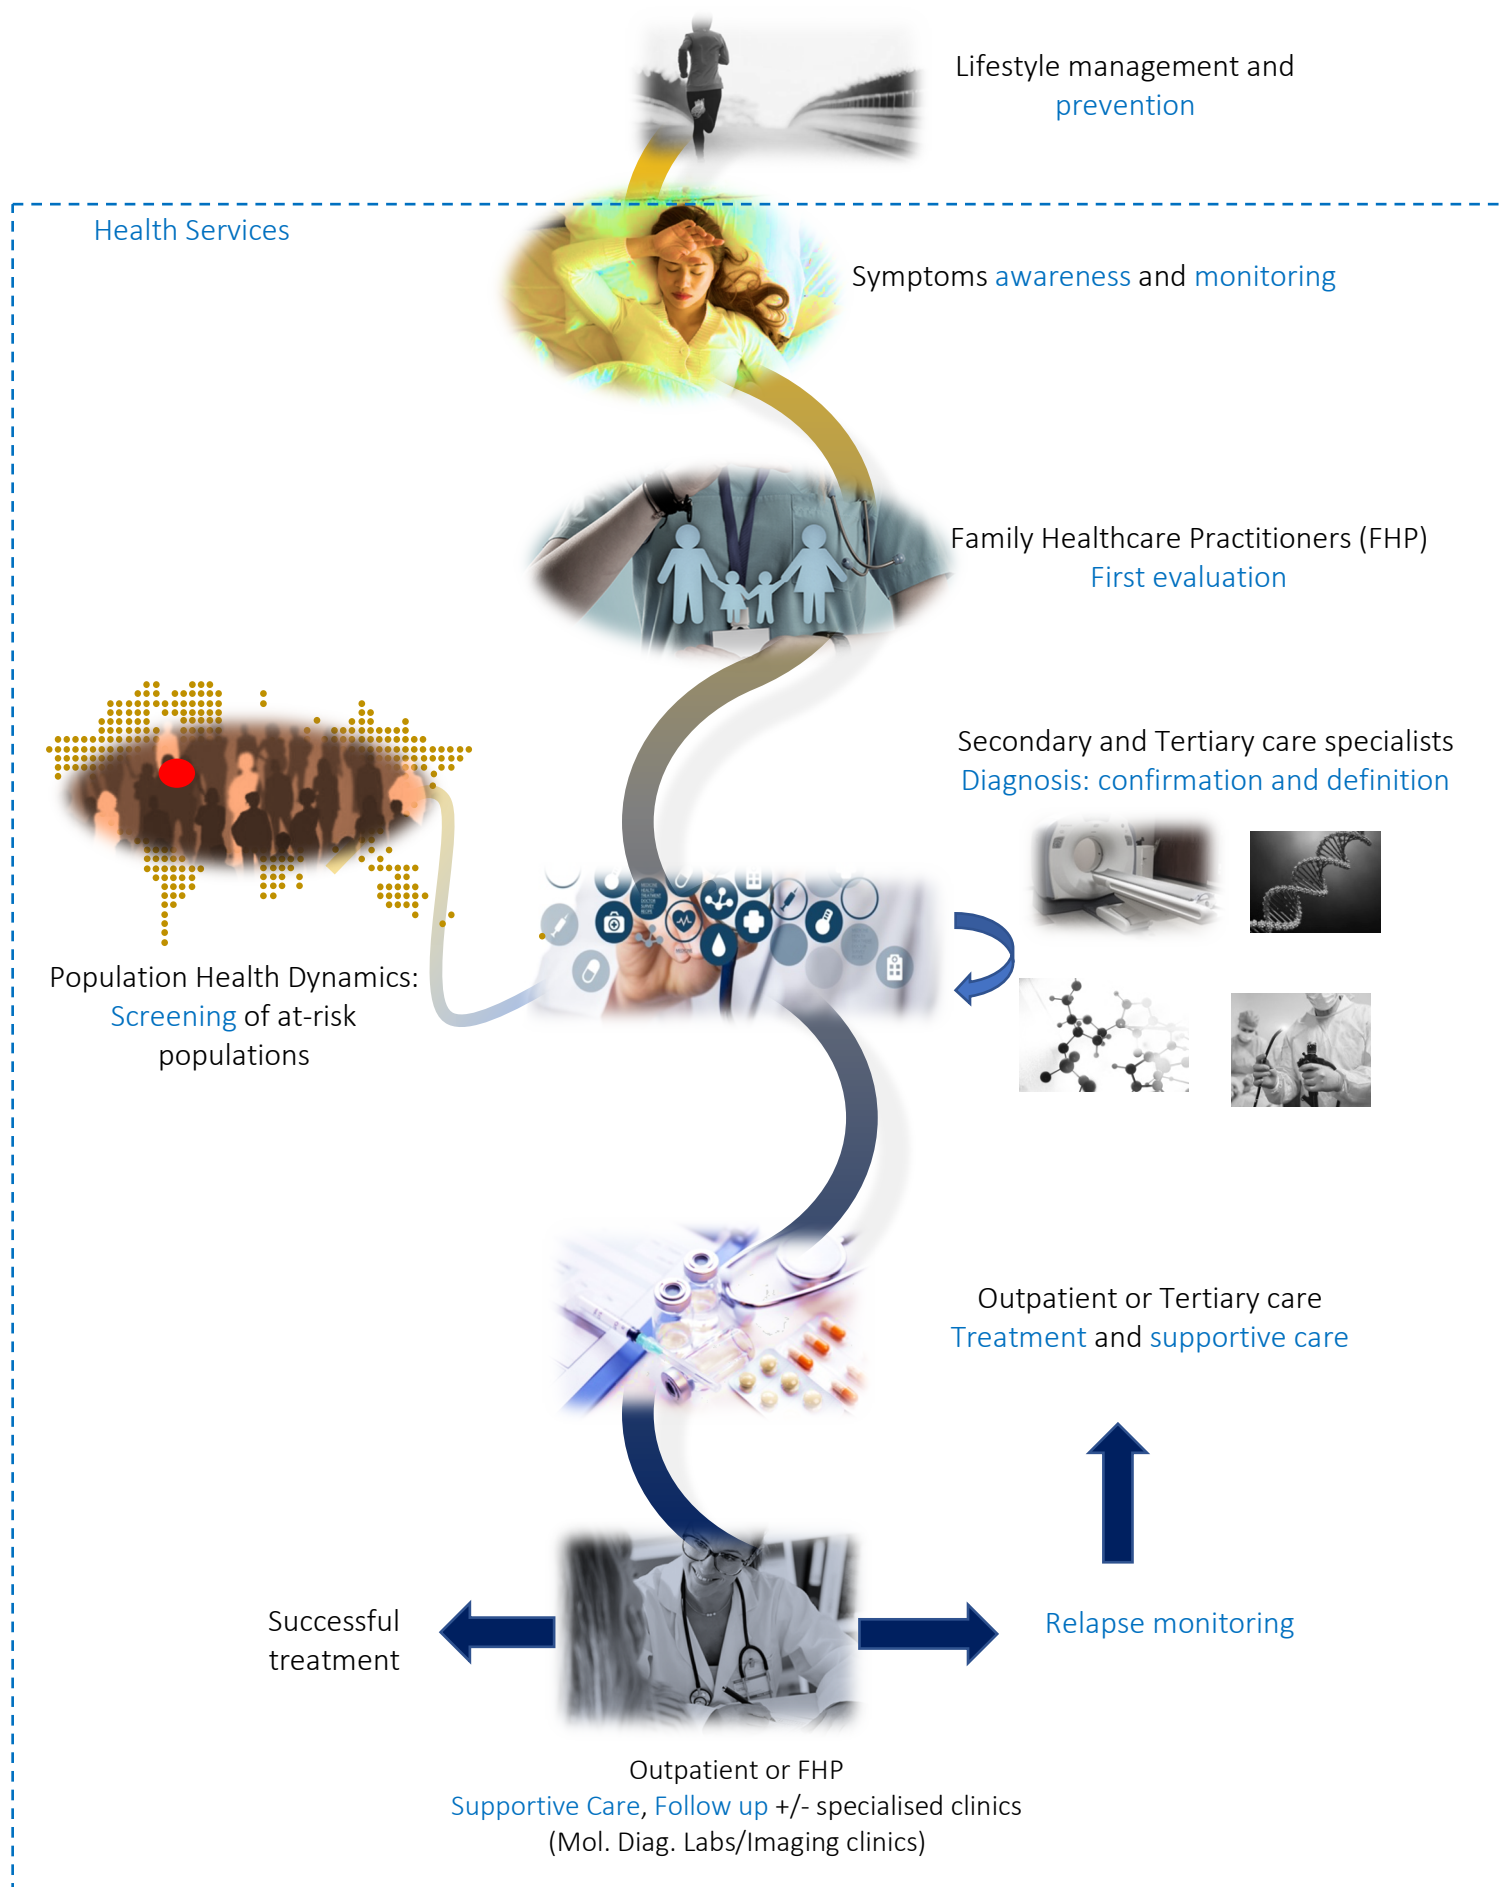 Lifestyle management and
prevention
Health Services
Symptoms awareness and monitoring
Family Healthcare Practitioners (FHP)
First evaluation
Secondary and Tertiary care specialists
Diagnosis: confirmation and definition
Population Health Dynamics:
Screening of at-risk
populations
Outpatient or Tertiary care
Treatment and supportive care
Successful
treatment
Relapse monitoring
Outpatient or FHP
Supportive Care, Follow up +/- specialised clinics
(Mol. Diag. Labs/Imaging clinics)